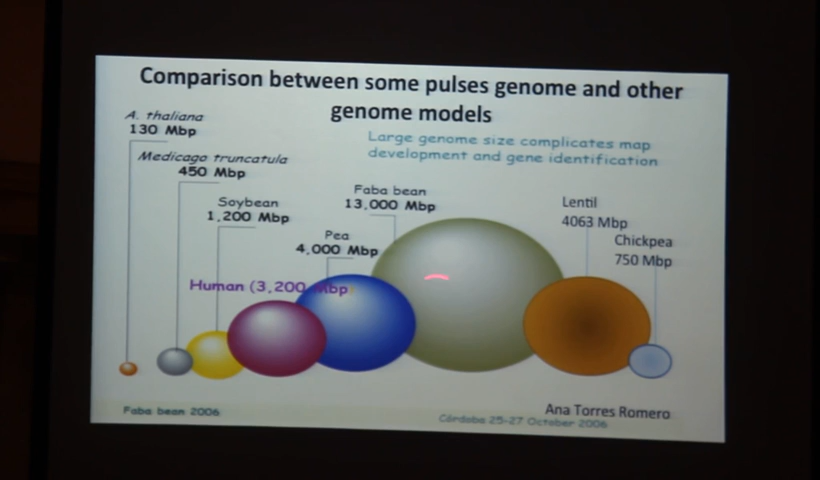 Comparison between some pulses genome and other
genome models
A. thaliana
130 Mbp
Large genome size complicates map
development and gene identification
Medicago truncatula
450 Mbp
Soybean
1,200 Mbp
Faba bean
13,000 Mbp
Lentil
4063 Mbp
Pea
4,000 Mbp
Chickpea
750 Mbp
Human (3,200 Mbp)
Faba bean 2006
Ana Torres Romero
Córdoba 25-27 October 2006